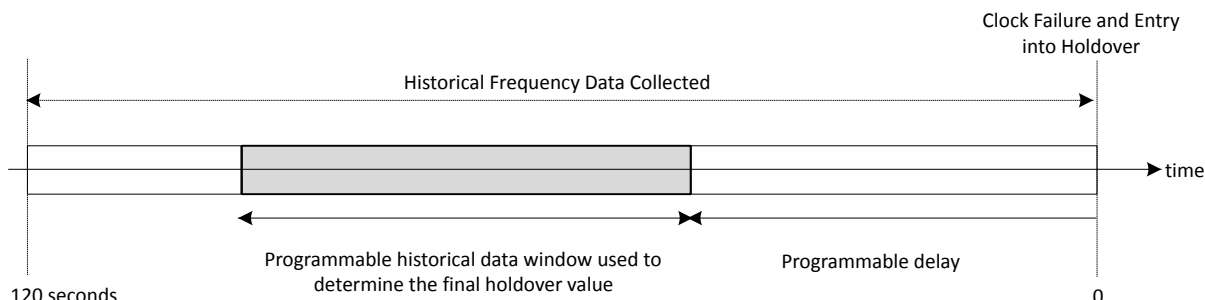 Clock Failure and Entry
into Holdover
Historical Frequency Data Collected
time
Programmable historical data window used to
determine the final holdover value
Programmable delay
120 seconds
0